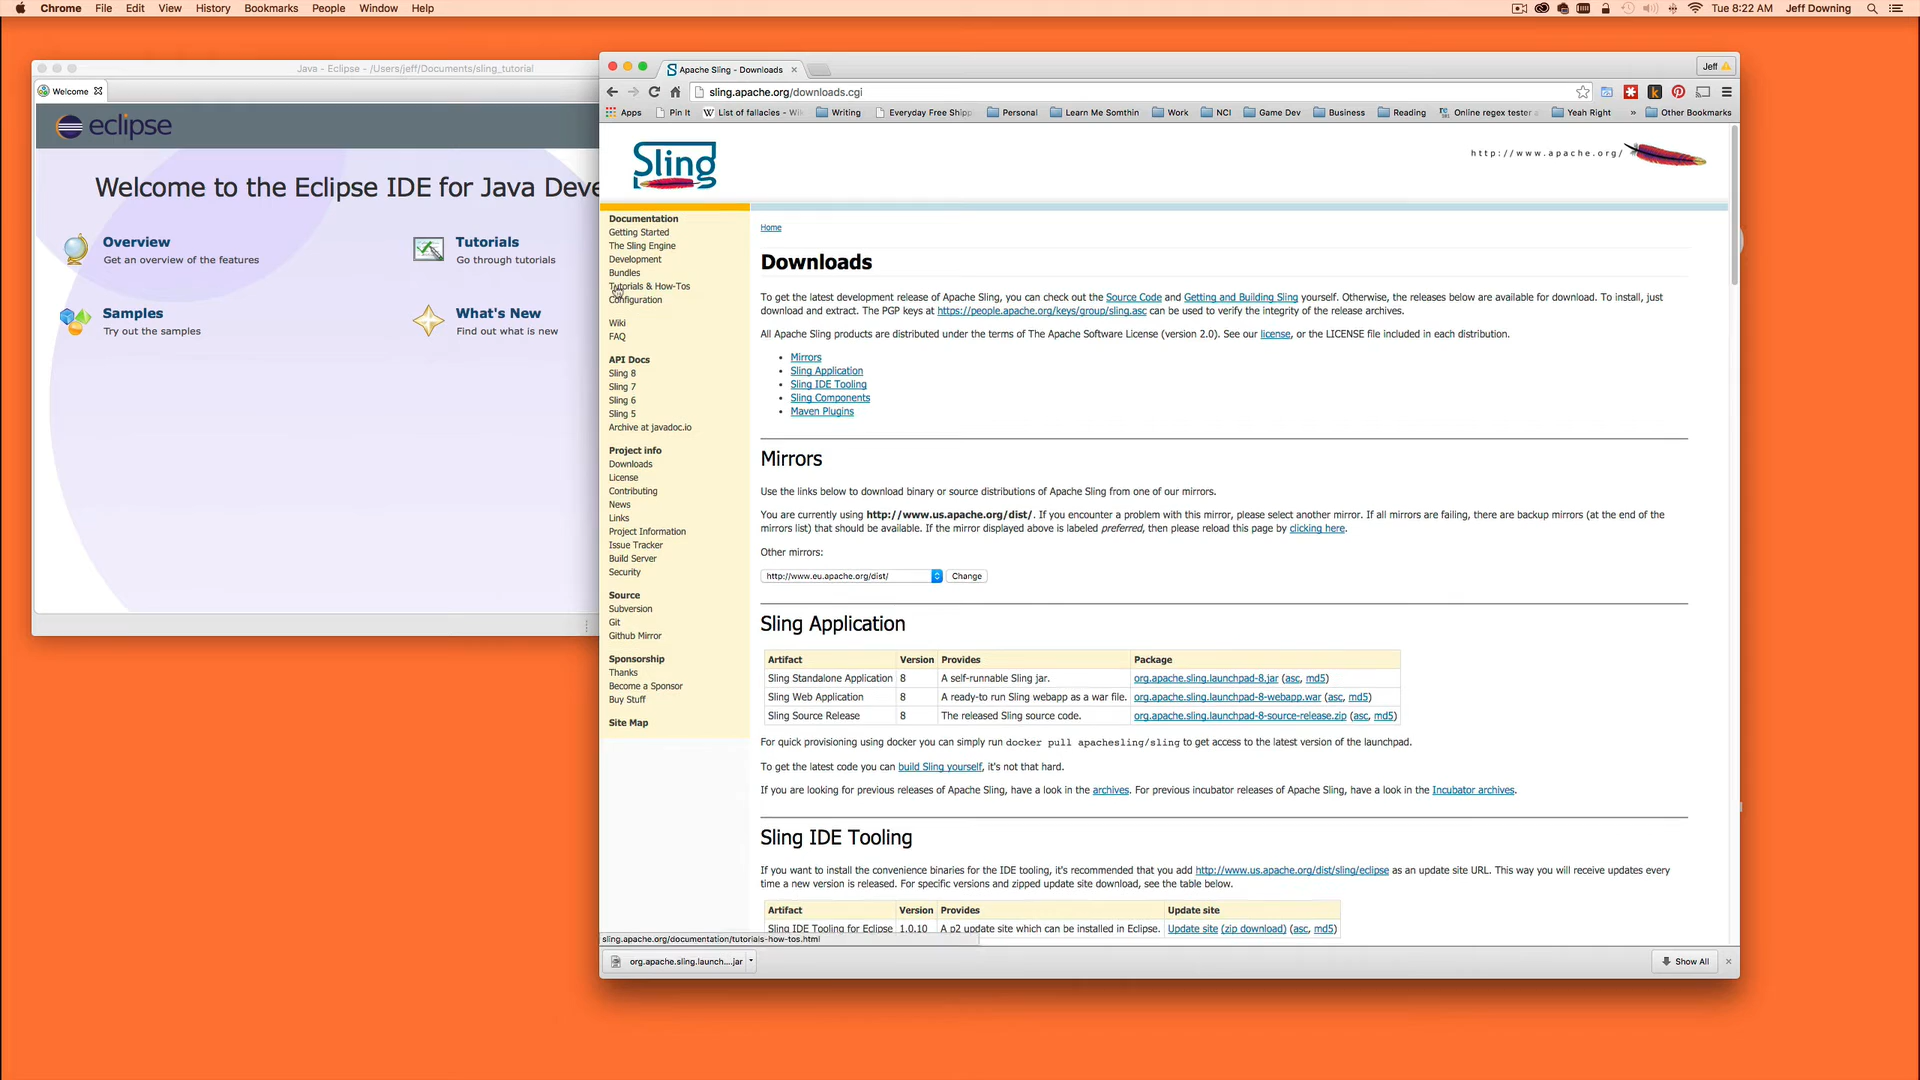 Chrome File Edit View History Bookmarks People Window Help
Tue 8:22 AM Jeff Downing
Java - Eclipse - /Users/jeff/Documents/sling_tutorial
Welcome
eclipse
Welcome to the Eclipse IDE for Java Deve
Overview
Get an overview of the features
Tutorials
Go through tutorials
Samples
Try out the samples
What's New
Find out what is new
Apache Sling - Downloads
Jeff
sling.apache.org/downloads.cgi
Apps Pin It List of fallacies - Wi Writing Everyday Free Shipp Personal Learn Me Somthin Work NCI Game Dev Business Reading Online regex tester a Yeah Right » Other Bookmarks
Sling
http://www.apache.org/
Documentation
Getting Started
The Sling Engine
Development
Bundles
Tutorials & How-Tos
Configuration
Wiki
FAQ
API Docs
Sling 8
Sling 7
Sling 6
Sling 5
Archive at javadoc.io
Project info
Downloads
License
Contributing
News
Links
Project Information
Issue Tracker
Build Server
Security
Source
Subversion
Git
Github Mirror
Sponsorship
Thanks
Become a Sponsor
Buy Stuff
Site Map
Home
Downloads
To get the latest development release of Apache Sling, you can check out the Source Code and Getting and Building Sling yourself. Otherwise, the releases below are available for download. To install, just
download and extract. The PGP keys at https://people.apache.org/keys/group/sling.asc can be used to verify the integrity of the release archives.
All Apache Sling products are distributed under the terms of The Apache Software License (version 2.0). See our license, or the LICENSE file included in each distribution.
• Mirrors
• Sling Application
• Sling IDE Tooling
• Sling Components
• Maven Plugins
Mirrors
Use the links below to download binary or source distributions of Apache Sling from one of our mirrors.
You are currently using http://www.us.apache.org/dist/. If you encounter a problem with this mirror, please select another mirror. If all mirrors are failing, there are backup mirrors (at the end of the
mirrors list) that should be available. If the mirror displayed above is labeled preferred, then please reload this page by clicking here.
Other mirrors:
http://www.eu.apache.org/dist/ Change
Sling Application
Artifact Version Provides Package
Sling Standalone Application 8 A self-runnable Sling jar. org.apache.sling.launchpad-8.jar (asc, md5)
Sling Web Application 8 A ready-to run Sling webapp as a war file. org.apache.sling.launchpad-8-webapp.war (asc, md5)
Sling Source Release 8 The released Sling source code. org.apache.sling.launchpad-8-source-release.zip (asc, md5)
For quick provisioning using docker you can simply run docker pull apachesling/sling to get access to the latest version of the launchpad.
To get the latest code you can build Sling yourself, it's not that hard.
If you are looking for previous releases of Apache Sling, have a look in the archives. For previous incubator releases of Apache Sling, have a look in the Incubator archives.
Sling IDE Tooling
If you want to install the convenience binaries for the IDE tooling, it's recommended that you add http://www.us.apache.org/dist/sling/eclipse as an update site URL. This way you will receive updates every
time a new version is released. For specific versions and zipped update site download, see the table below.
Artifact Version Provides Update site
Sling IDE Tooling for Eclipse 1.0.10 A p2 update site which can be installed in Eclipse. Update site (zip download) (asc, md5)
sling.apache.org/documentation/tutorials-how-tos.html
org.apache.sling.launch....jar
Show All